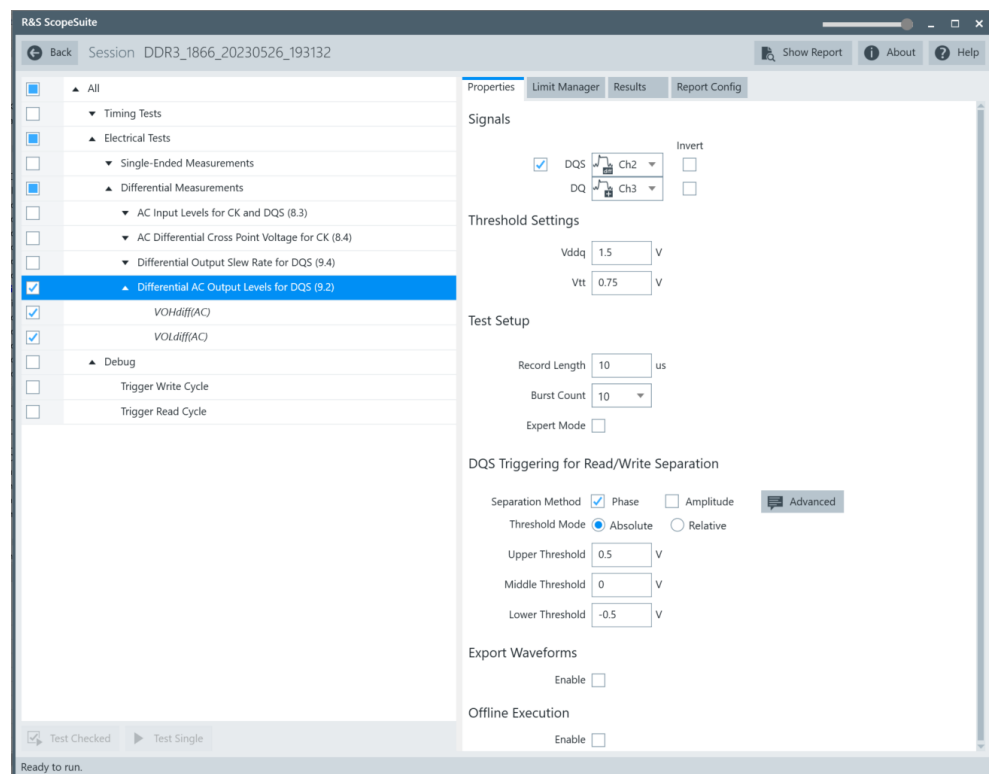 R&S ScopeSuite
Back Session DDR3_1866_20230526_193132 Show Report About Help
All
Timing Tests
Electrical Tests
Single-Ended Measurements
Differential Measurements
AC Input Levels for CK and DQS (8.3)
AC Differential Cross Point Voltage for CK (8.4)
Differential Output Slew Rate for DQS (9.4)
Differential AC Output Levels for DQS (9.2)
VOHdiff(AC)
VOLdiff(AC)
Debug
Trigger Write Cycle
Trigger Read Cycle
Test Checked Test Single
Ready to run.
Properties Limit Manager Results Report Config
Signals
Invert
DQS Ch2
DQ Ch3
Threshold Settings
Vddq 1.5 V
Vtt 0.75 V
Test Setup
Record Length 10 us
Burst Count 10
Expert Mode
DQS Triggering for Read/Write Separation
Separation Method Phase Amplitude Advanced
Threshold Mode Absolute Relative
Upper Threshold 0.5 V
Middle Threshold 0 V
Lower Threshold -0.5 V
Export Waveforms
Enable
Offline Execution
Enable